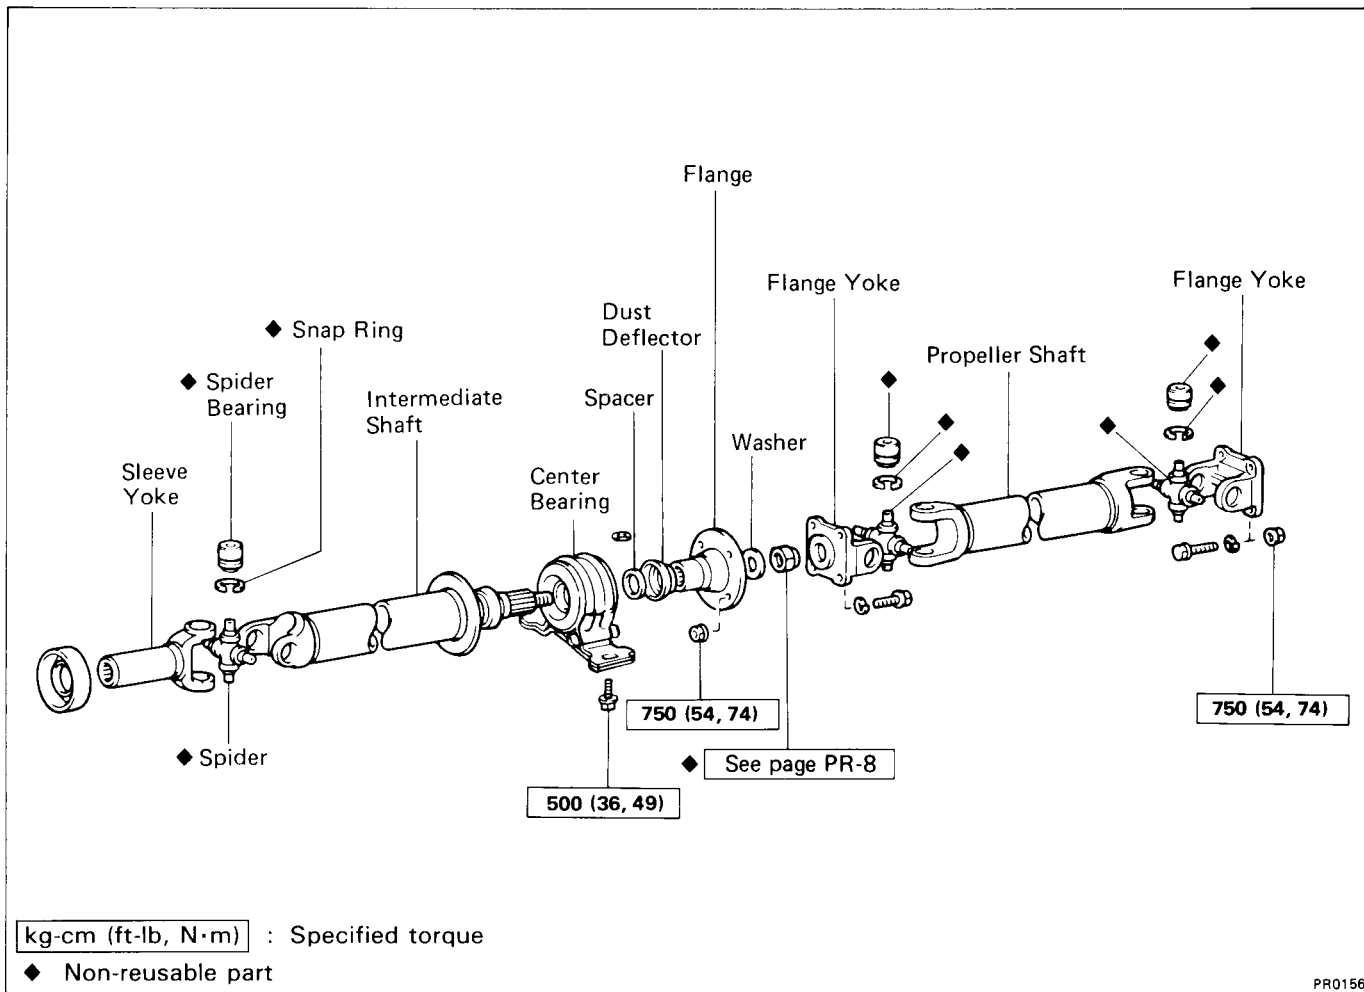 Flange
Flange Yoke
Flange Yoke
◆ Snap Ring
Dust
Deflector
Propeller Shaft
◆ Spider
Bearing
Intermediate
Shaft
Spacer
Washer
Sleeve
Yoke
Center
Bearing
750 (54, 74)
750 (54, 74)
◆ Spider
◆ See page PR-8
500 (36, 49)
kg-cm (ft-lb, N·m) : Specified torque
◆ Non-reusable part
PR0156